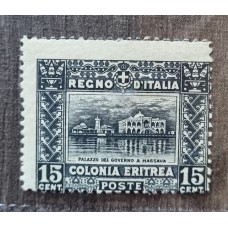 REGNO D'ITALIA
PALAZZO DEL GOVERNO A MASSAUA
COLONIA ERITREA
15 POSTE 15
CENT. CENT.